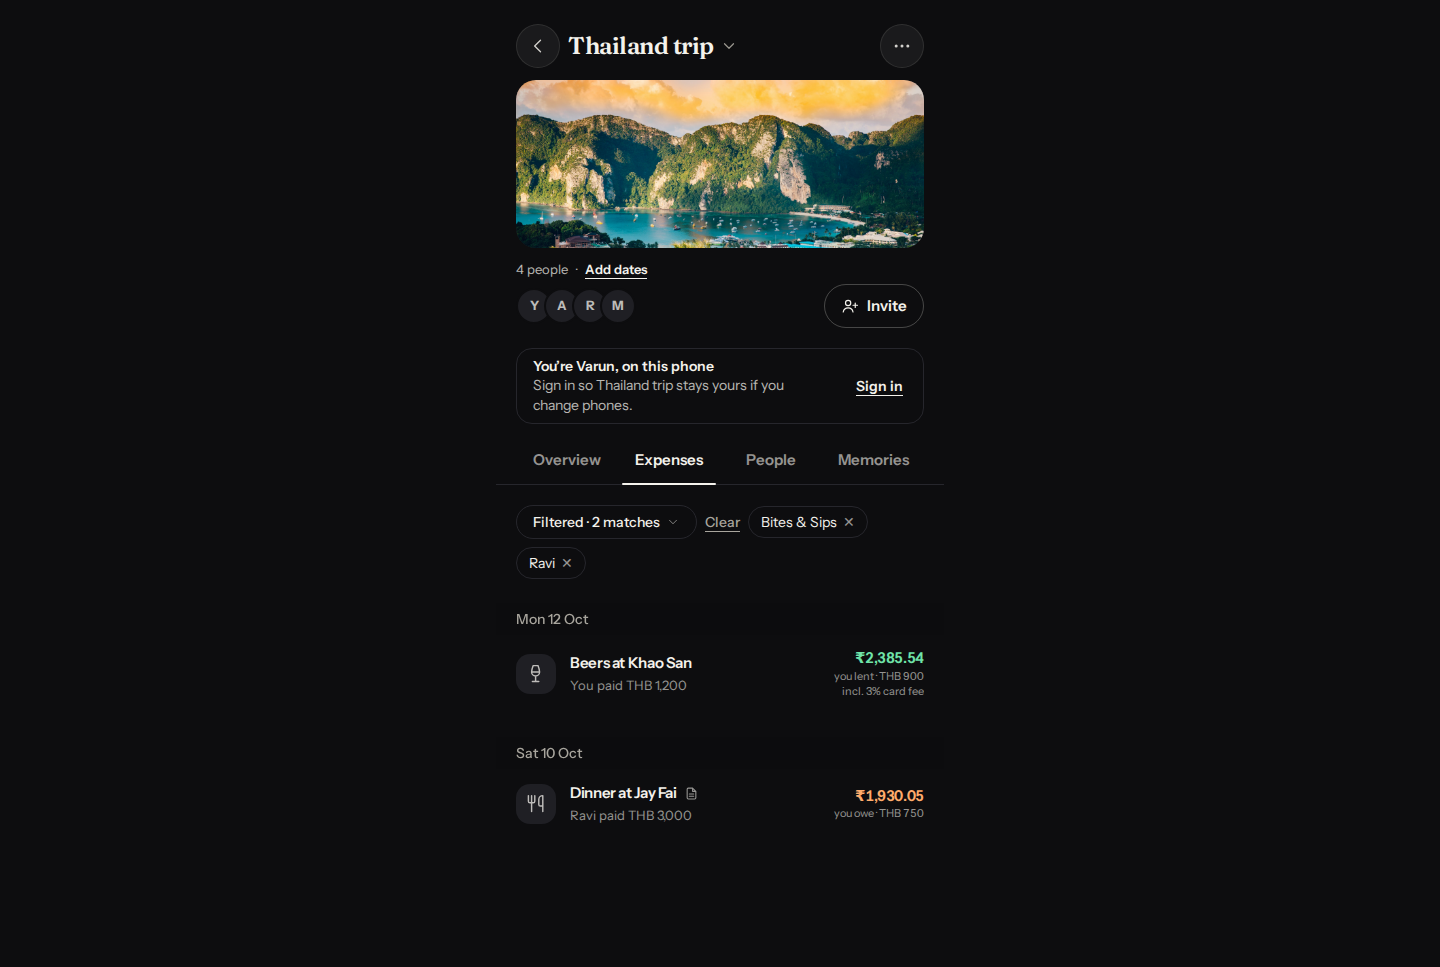 Thailand trip
4 people · Add dates
Y A R M
Invite
You're Varun, on this phone
Sign in so Thailand trip stays yours if you
change phones.
Sign in
Overview Expenses People Memories
Filtered · 2 matches Clear Bites & Sips ✕
Ravi ✕
Mon 12 Oct
Beers at Khao San
You paid THB 1,200
₹2,385.54
you lent · THB 900
incl. 3% card fee
Sat 10 Oct
Dinner at Jay Fai
Ravi paid THB 3,000
₹1,930.05
you owe · THB 750